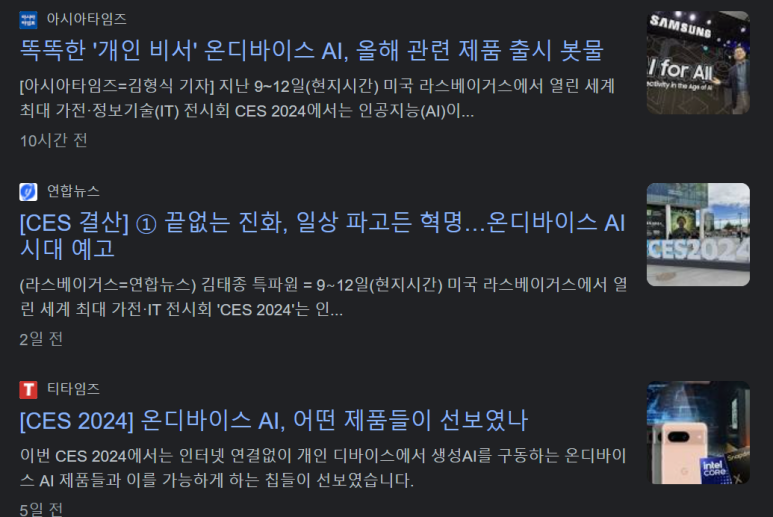 아시아타임즈
똑똑한 '개인 비서' 온디바이스 AI, 올해 관련 제품 출시 봇물
[아시아타임즈=김형식 기자] 지난 9~12일(현지시간) 미국 라스베이거스에서 열린 세계
최대 가전·정보기술(IT) 전시회 CES 2024에서는 인공지능(AI)이...
10시간 전
SAMSUNG
AI for All
연합뉴스
[CES 결산] ① 끝없는 진화, 일상 파고든 혁명…온디바이스 AI
시대 예고
(라스베이거스=연합뉴스) 김태종 특파원 = 9~12일(현지시간) 미국 라스베이거스에서 열
린 세계 최대 가전·IT 전시회 'CES 2024'는 인...
2일 전
CES2024
티타임즈
[CES 2024] 온디바이스 AI, 어떤 제품들이 선보였나
이번 CES 2024에서는 인터넷 연결없이 개인 디바이스에서 생성AI를 구동하는 온디바이
스 AI 제품들과 이를 가능하게 하는 칩들이 선보였습니다.
5일 전
intel
CORE